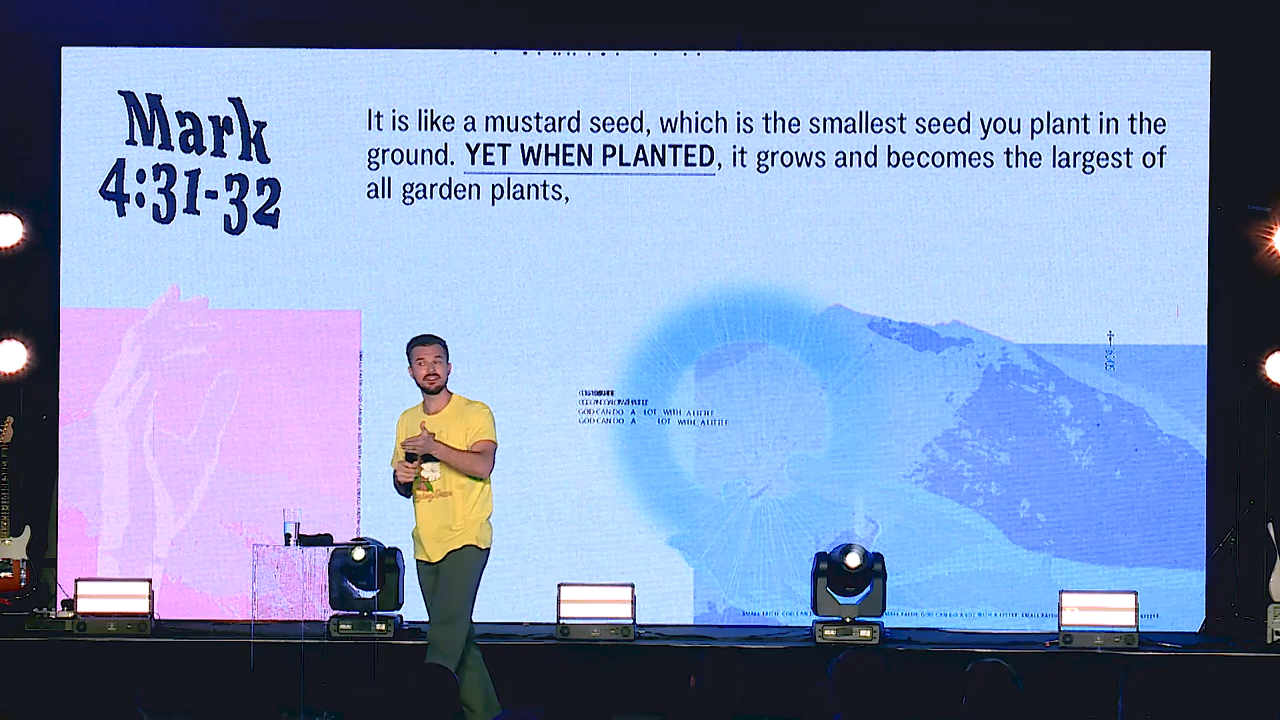 Mark
4:31-32
It is like a mustard seed, which is the smallest seed you plant in the
ground. YET WHEN PLANTED, it grows and becomes the largest of
all garden plants,
GOD CAN DO A LOT WITH A LITTLE
GOD CAN DO A LOT WITH A LITTLE